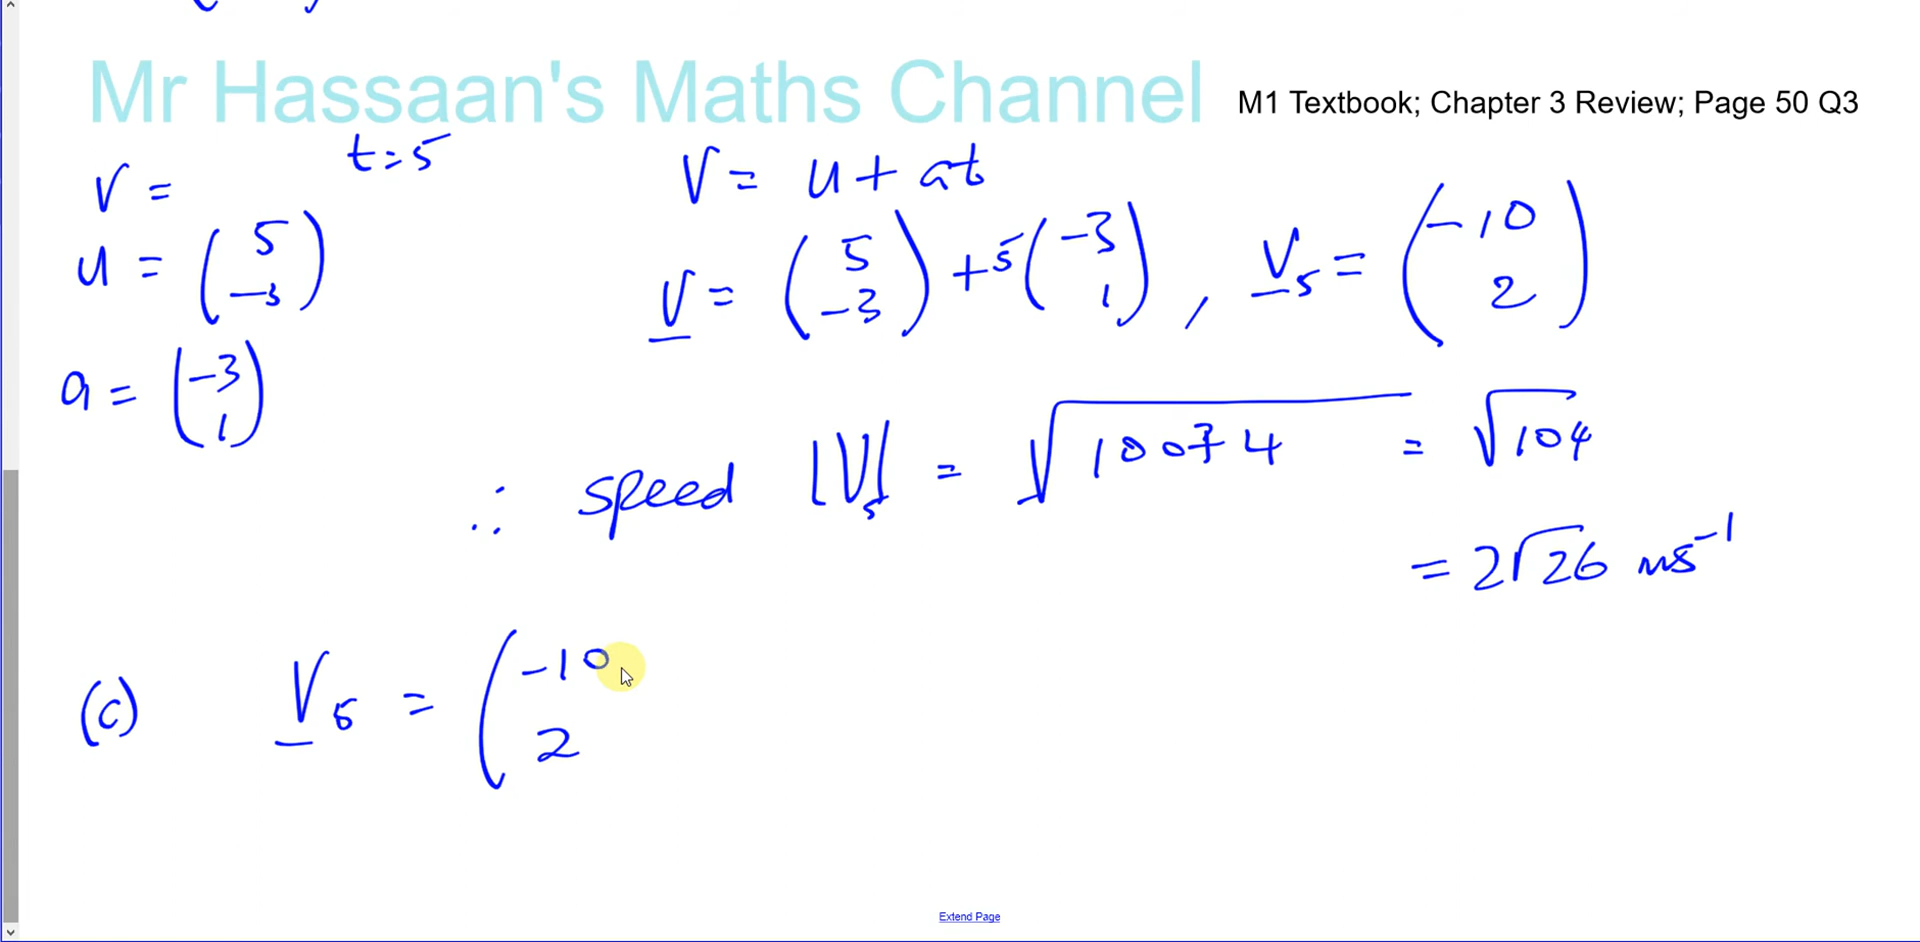 Mr Hassaan's Maths Channel
M1 Textbook; Chapter 3 Review; Page 50 Q3
V = t=5
u = (5 -3)
a = (-3 1)
V = u + at
V = (5 -3) +5(-3 1) , V5 = (-10 2)
∴ speed |V5| = √100+4 = √104
= 2√26 ms⁻¹
(c) V5 = (-10 2
Extend Page